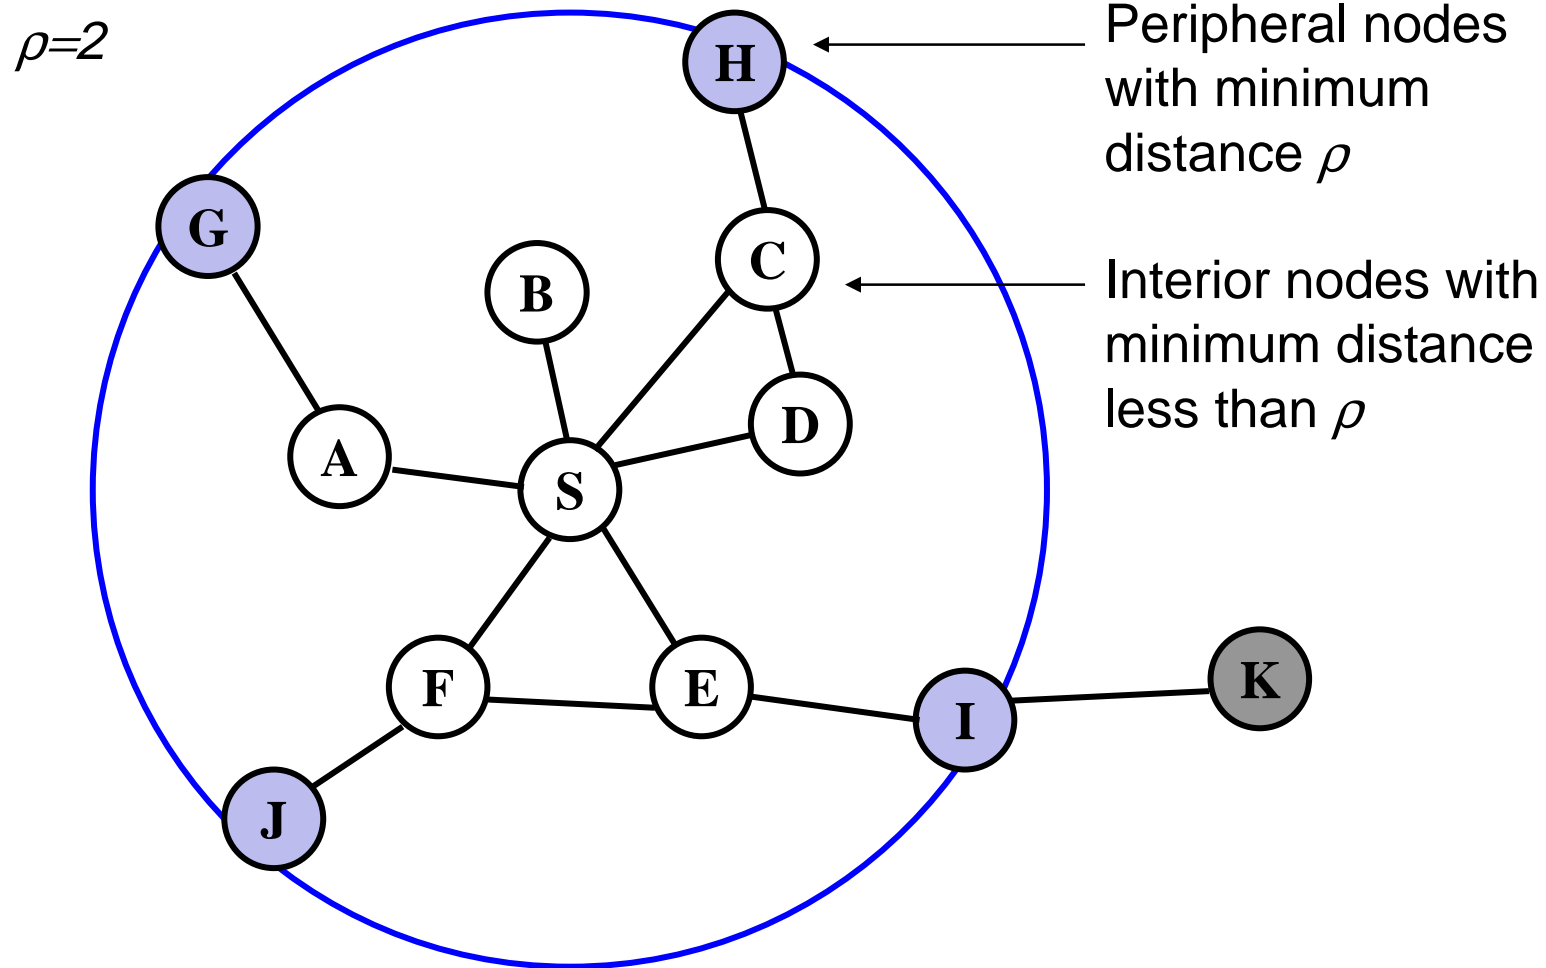 ρ=2
Peripheral nodes
with minimum
distance ρ
Interior nodes with
minimum distance
less than ρ
H
G
C
B
D
A
S
F
E
K
I
J